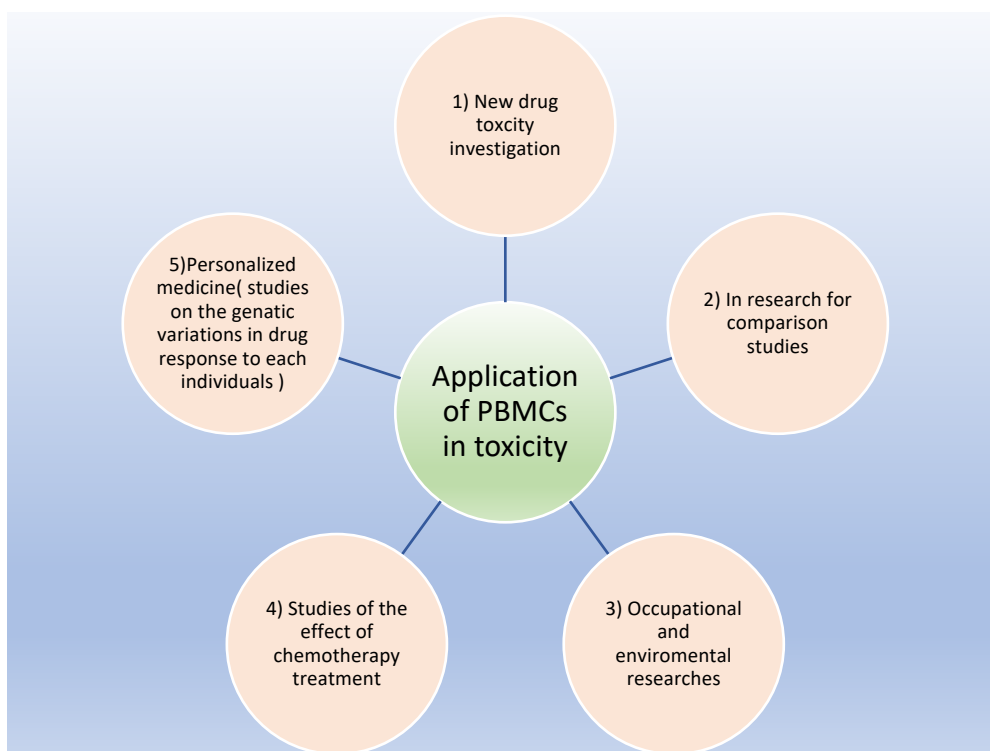 1) New drug
toxcity
investigation
2) In research for
comparison
studies
3) Occupational
and
enviromental
researches
4) Studies of the
effect of
chemotherapy
treatment
5)Personalized
medicine( studies
on the genatic
variations in drug
response to each
individuals )
Application
of PBMCs
in toxicity